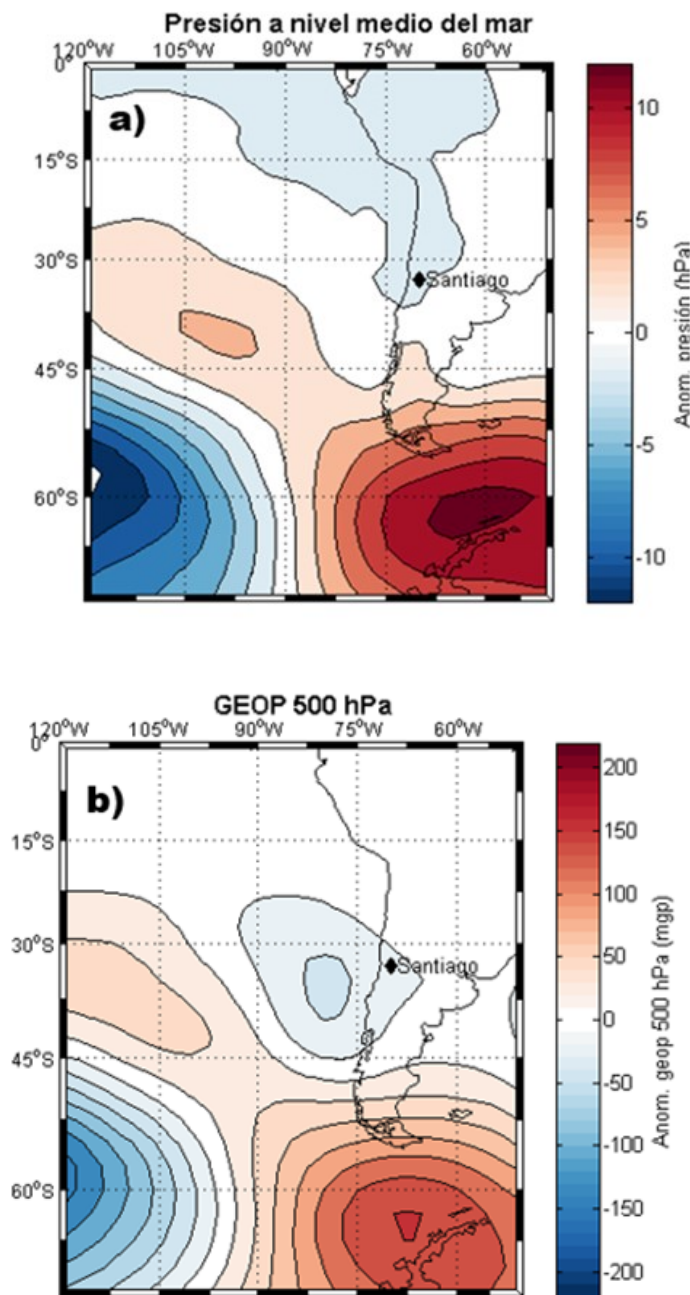 Presión a nivel medio del mar
120°W 105°W 90°W 75°W 60°W
0°
a)
15°S
30°S
Santiago
45°S
60°S
10
5
0
-5
-10
Anom. presión (hPa)
GEOP 500 hPa
120°W 105°W 90°W 75°W 60°W
0°
b)
15°S
30°S
Santiago
45°S
60°S
200
150
100
50
0
-50
-100
-150
-200
Anom. geop 500 hPa (mgp)